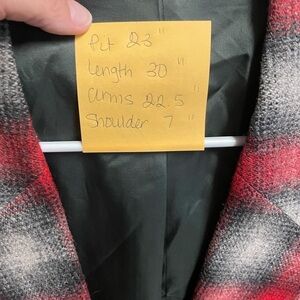 Pit 23"
Length 30"
arms 22.5"
Shoulder 7"